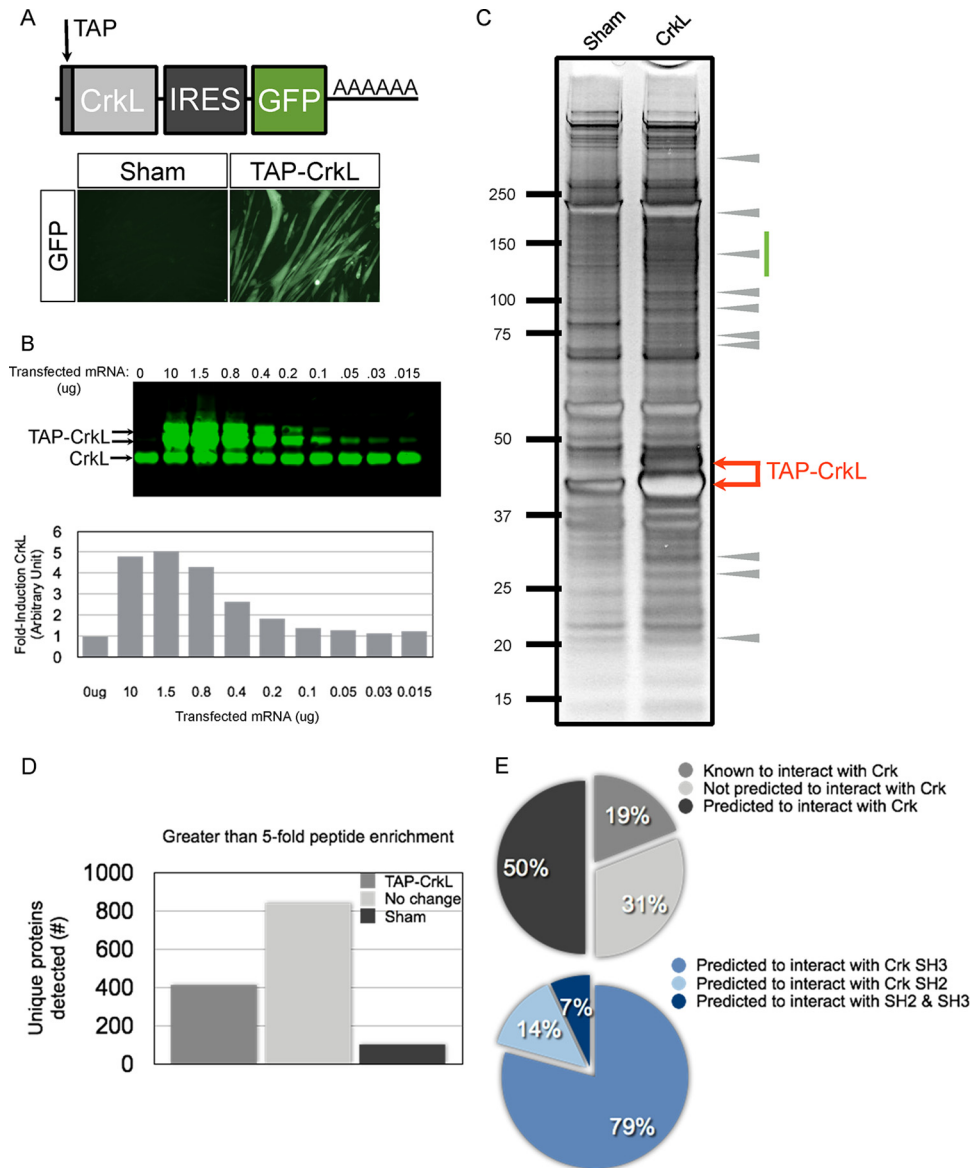 A
TAP
CrkL IRES GFP AAAAAA
Sham TAP-CrkL
GFP
B
Transfected mRNA: 0 10 1.5 0.8 0.4 0.2 0.1 .05 .03 .015
(ug)
TAP-CrkL
CrkL
Fold-Induction CrkL
(Arbitrary Unit)
6
5
4
3
2
1
0
0ug 10 1.5 0.8 0.4 0.2 0.1 0.05 0.03 0.015
Transfected mRNA (ug)
C
Sham CrkL
250
150
100
75
50
37
25
20
15
TAP-CrkL
D
Greater than 5-fold peptide enrichment
Unique proteins
detected (#)
1000
800
600
400
200
0
TAP-CrkL
No change
Sham
E
Known to interact with Crk
Not predicted to interact with Crk
Predicted to interact with Crk
19%
50%
31%
Predicted to interact with Crk SH3
Predicted to interact with Crk SH2
Predicted to interact with SH2 & SH3
7%
14%
79%